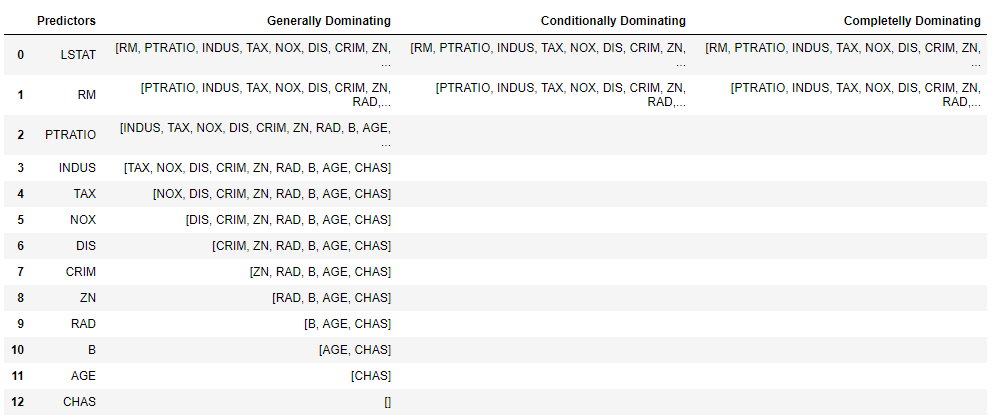 Predictors Generally Dominating Conditionally Dominating Completelly Dominating
0 LSTAT [RM, PTRATIO, INDUS, TAX, NOX, DIS, CRIM, ZN, [RM, PTRATIO, INDUS, TAX, NOX, DIS, CRIM, ZN, [RM, PTRATIO, INDUS, TAX, NOX, DIS, CRIM, ZN,
... ... ...
1 RM [PTRATIO, INDUS, TAX, NOX, DIS, CRIM, ZN, [PTRATIO, INDUS, TAX, NOX, DIS, CRIM, ZN, [PTRATIO, INDUS, TAX, NOX, DIS, CRIM, ZN,
RAD,... RAD,... RAD,...
2 PTRATIO [INDUS, TAX, NOX, DIS, CRIM, ZN, RAD, B, AGE,
...
3 INDUS [TAX, NOX, DIS, CRIM, ZN, RAD, B, AGE, CHAS]
4 TAX [NOX, DIS, CRIM, ZN, RAD, B, AGE, CHAS]
5 NOX [DIS, CRIM, ZN, RAD, B, AGE, CHAS]
6 DIS [CRIM, ZN, RAD, B, AGE, CHAS]
7 CRIM [ZN, RAD, B, AGE, CHAS]
8 ZN [RAD, B, AGE, CHAS]
9 RAD [B, AGE, CHAS]
10 B [AGE, CHAS]
11 AGE [CHAS]
12 CHAS []